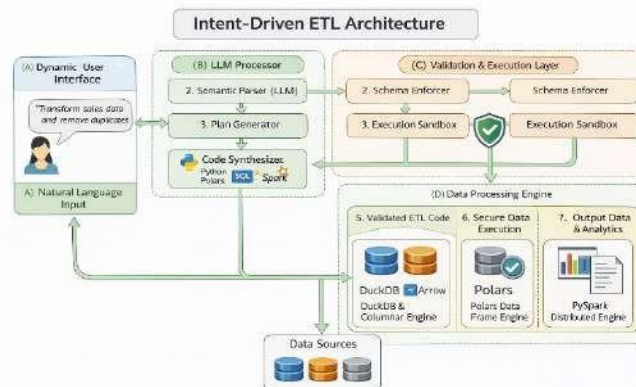 Intent-Driven ETL Architecture
(A) Dynamic User
Interface
"Transform sales data
and remove duplicates
A) Natural Language
Input
(B) LLM Processor
2. Semantic Parser (LLM)
3. Plan Generator
Code Synthesizer
Python
Polars
SQL
Spark
(C) Validation & Execution Layer
2. Schema Enforcer
Schema Enforcer
3. Execution Sandbox
Execution Sandbox
(D) Data Processing Engine
5. Validated ETL Code
DuckDB
Arrow
DuckDB &
Columnar Engine
6. Secure Data
Execution
Polars
Polars Data
Frame Engine
7. Output Data
& Analytics
PySpark
Distributed Engine
Data Sources